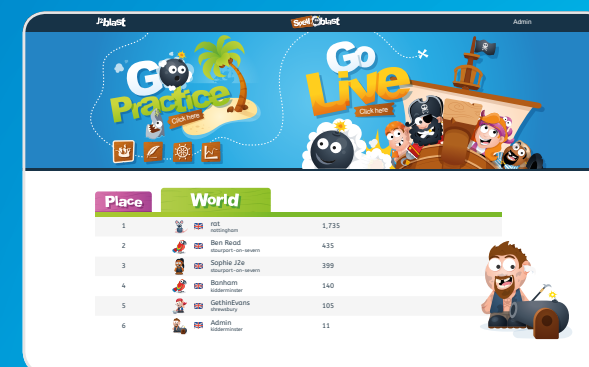 J2blast
Spell blast
Admin
Go
Practice
Click here
Go
Live
Click here
Place
World
1
rat
nottingham
1,735
2
Ben Read
stourport-on-severn
435
3
Sophie J2e
stourport-on-severn
399
4
Banham
kidderminster
140
5
GethinEvans
shrewsbury
105
6
Admin
kidderminster
11